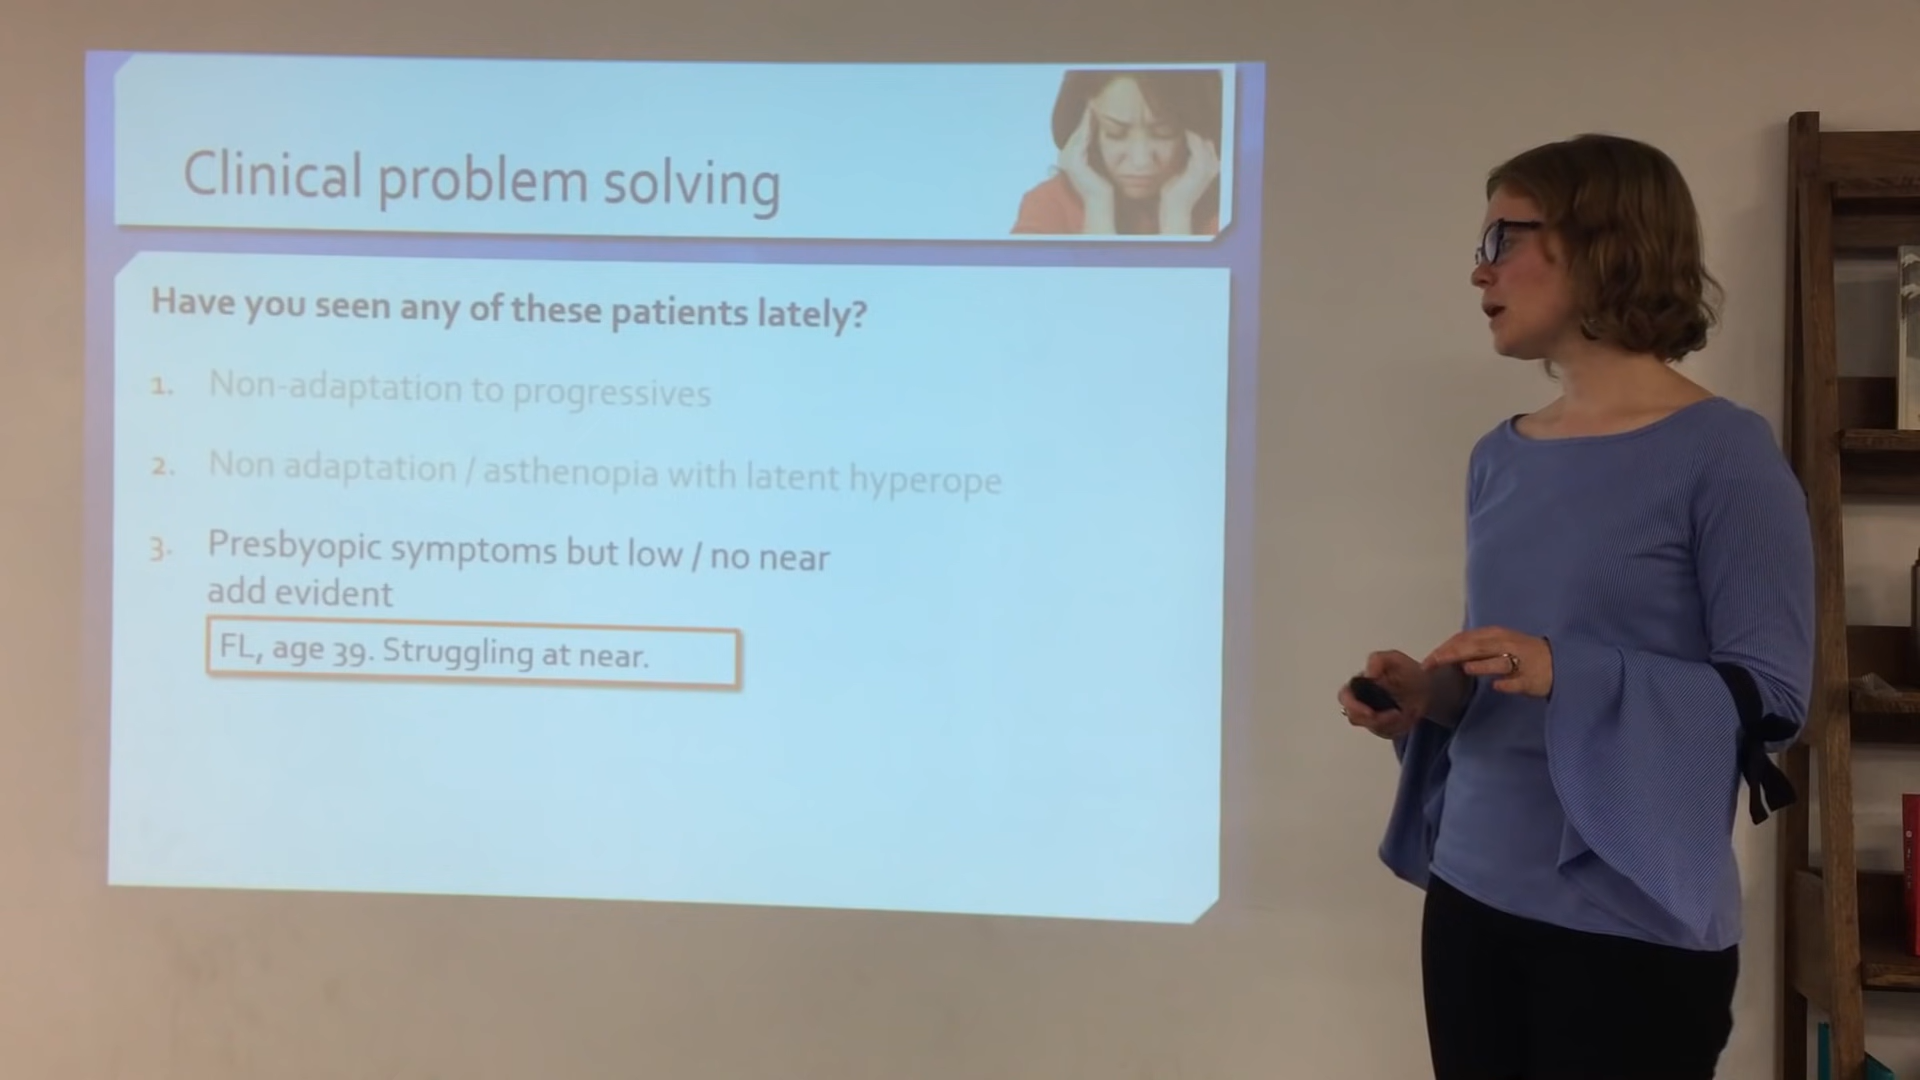 Clinical problem solving
Have you seen any of these patients lately?
1. Non-adaptation to progressives
2. Non adaptation / asthenopia with latent hyperope
3. Presbyopic symptoms but low / no near
add evident
FL, age 39. Struggling at near.